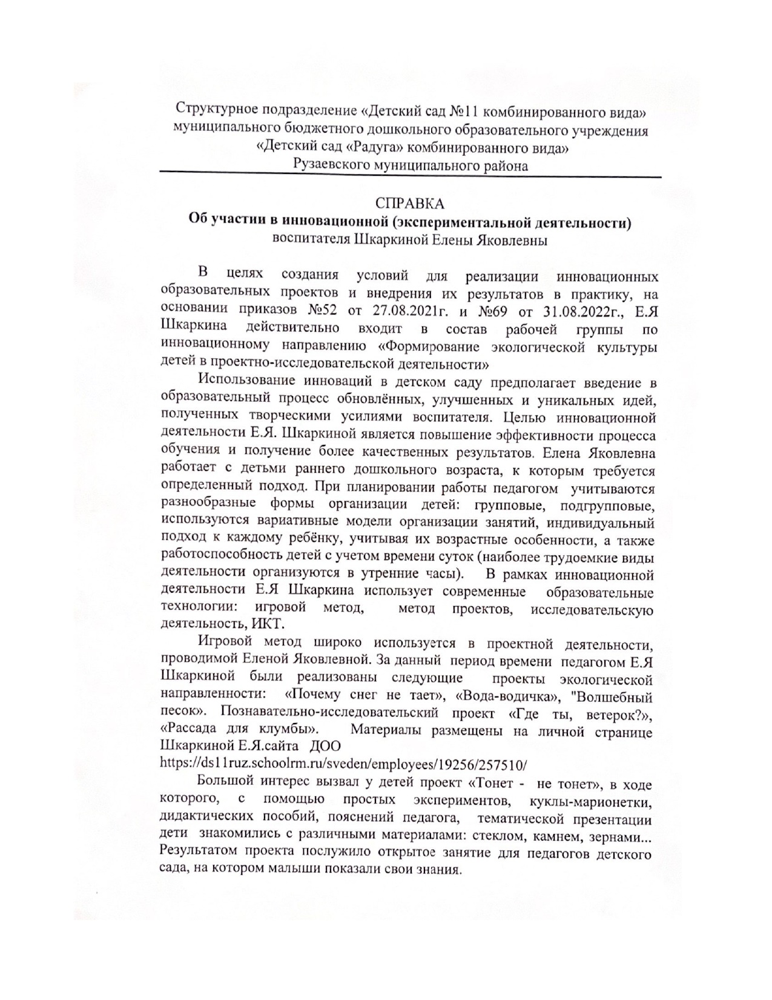 Структурное подразделение «Детский сад №11 комбинированного вида»
муниципального бюджетного дошкольного образовательного учреждения
«Детский сад «Радуга» комбинированного вида»
Рузаевского муниципального района
СПРАВКА
Об участии в инновационной (экспериментальной деятельности)
воспитателя Шкаркиной Елены Яковлевны
В целях создания условий для реализации инновационных
образовательных проектов и внедрения их результатов в практику, на
основании приказов №52 от 27.08.2021г. и №69 от 31.08.2022г., Е.Я
Шкаркина действительно входит в состав рабочей группы по
инновационному направлению «Формирование экологической культуры
детей в проектно-исследовательской деятельности»
Использование инноваций в детском саду предполагает введение в
образовательный процесс обновлённых, улучшенных и уникальных идей,
полученных творческими усилиями воспитателя. Целью инновационной
деятельности Е.Я. Шкаркиной является повышение эффективности процесса
обучения и получение более качественных результатов. Елена Яковлевна
работает с детьми раннего дошкольного возраста, к которым требуется
определенный подход. При планировании работы педагогом учитываются
разнообразные формы организации детей: групповые, подгрупповые,
используются вариативные модели организации занятий, индивидуальный
подход к каждому ребёнку, учитывая их возрастные особенности, а также
работоспособность детей с учетом времени суток (наиболее трудоемкие виды
деятельности организуются в утренние часы). В рамках инновационной
деятельности Е.Я Шкаркина использует современные образовательные
технологии: игровой метод, метод проектов, исследовательскую
деятельность, ИКТ.
Игровой метод широко используется в проектной деятельности,
проводимой Еленой Яковлевной. За данный период времени педагогом Е.Я
Шкаркиной были реализованы следующие проекты экологической
направленности: «Почему снег не тает», «Вода-водичка», "Волшебный
песок». Познавательно-исследовательский проект «Где ты, ветерок?»,
«Рассада для клумбы». Материалы размещены на личной странице
Шкаркиной Е.Я.сайта ДОО
https://ds11ruz.schoolrm.ru/sveden/employees/19256/257510/
Большой интерес вызвал у детей проект «Тонет - не тонет», в ходе
которого, с помощью простых экспериментов, куклы-марионетки,
дидактических пособий, пояснений педагога, тематической презентации
дети знакомились с различными материалами: стеклом, камнем, зернами...
Результатом проекта послужило открытое занятие для педагогов детского
сада, на котором малыши показали свои знания.